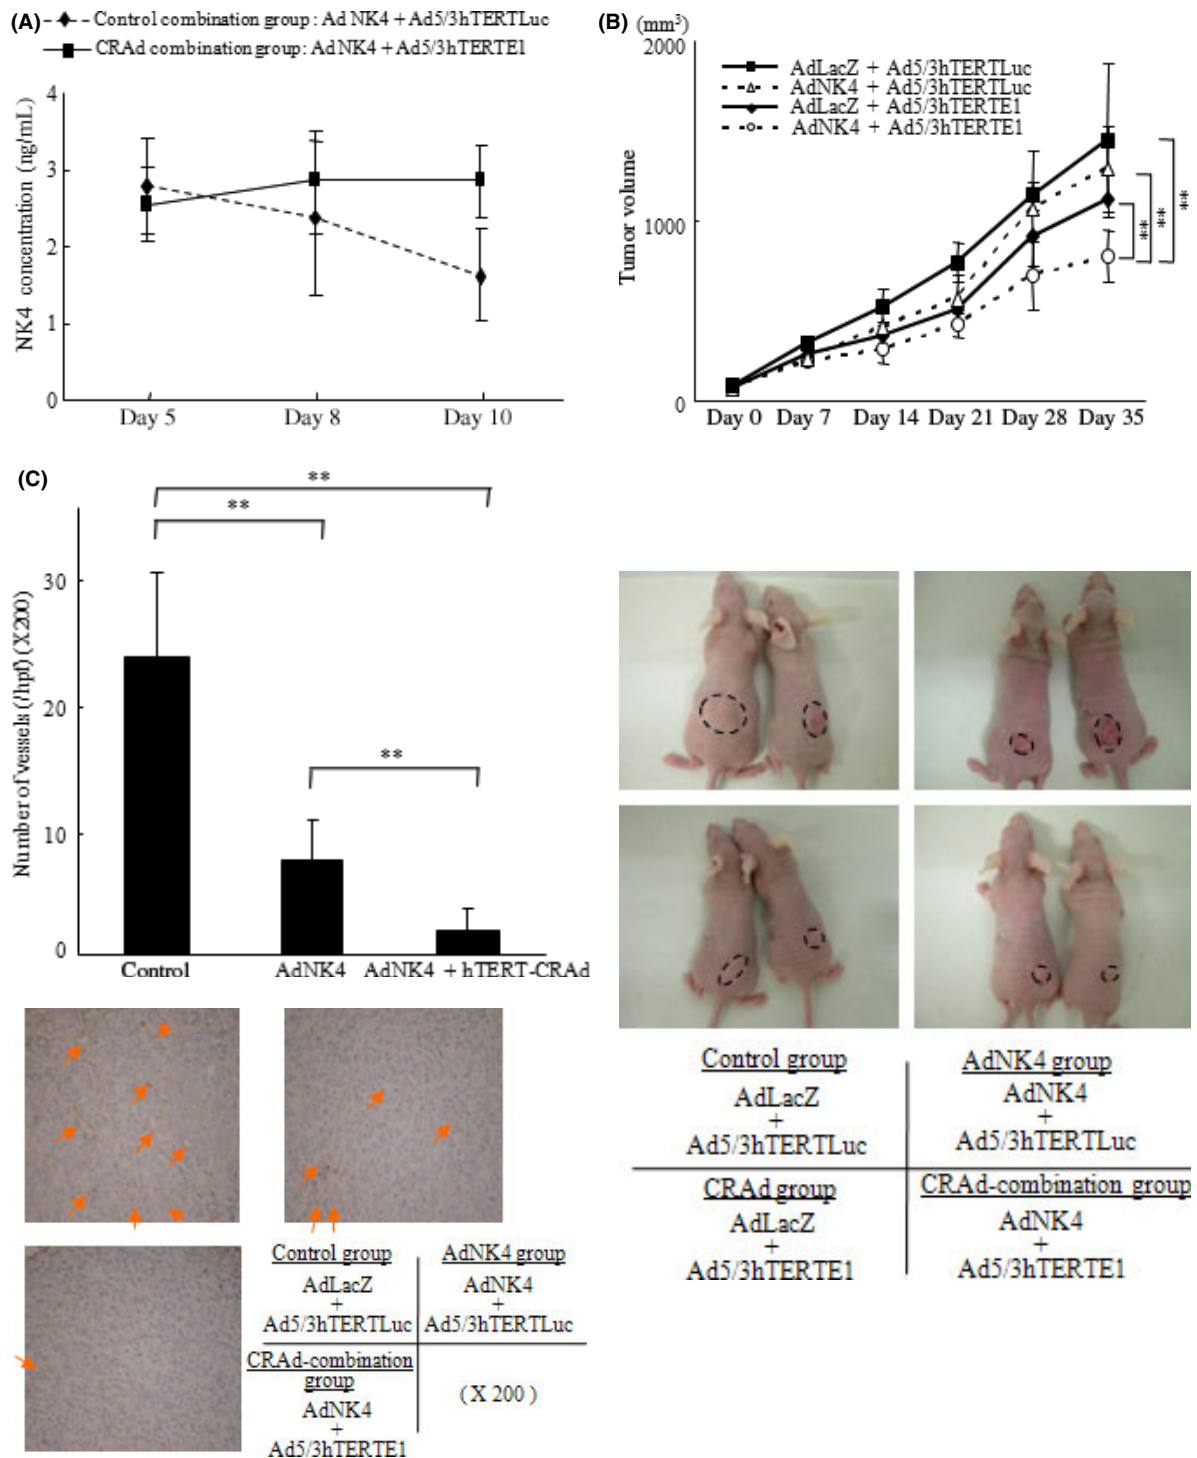 (A)
Control combination group : Ad NK4 + Ad5/3hTERTLuc
CRAd combination group: AdNK4 + Ad5/3hTERTE1
NK4 concentration (ng/mL)
4
3
2
1
0
Day 5
Day 8
Day 10
(B)
(mm³)
Tumor volume
2000
1000
0
AdLacZ + Ad5/3hTERTLuc
AdNK4 + Ad5/3hTERTLuc
AdLacZ + Ad5/3hTERTE1
AdNK4 + Ad5/3hTERTE1
**
**
**
Day 0
Day 7
Day 14
Day 21
Day 28
Day 35
(C)
Number of vessels (/hpf) (X200)
30
20
10
0
**
**
**
Control
AdNK4
AdNK4 + hTERT-CRAd
Control group
AdLacZ
+
Ad5/3hTERTLuc
AdNK4 group
AdNK4
+
Ad5/3hTERTLuc
CRAd-combination
group
AdNK4
+
Ad5/3hTERTE1
( X 200 )
Control group
AdLacZ
+
Ad5/3hTERTLuc
AdNK4 group
AdNK4
+
Ad5/3hTERTLuc
CRAd group
AdLacZ
+
Ad5/3hTERTE1
CRAd-combination group
AdNK4
+
Ad5/3hTERTE1